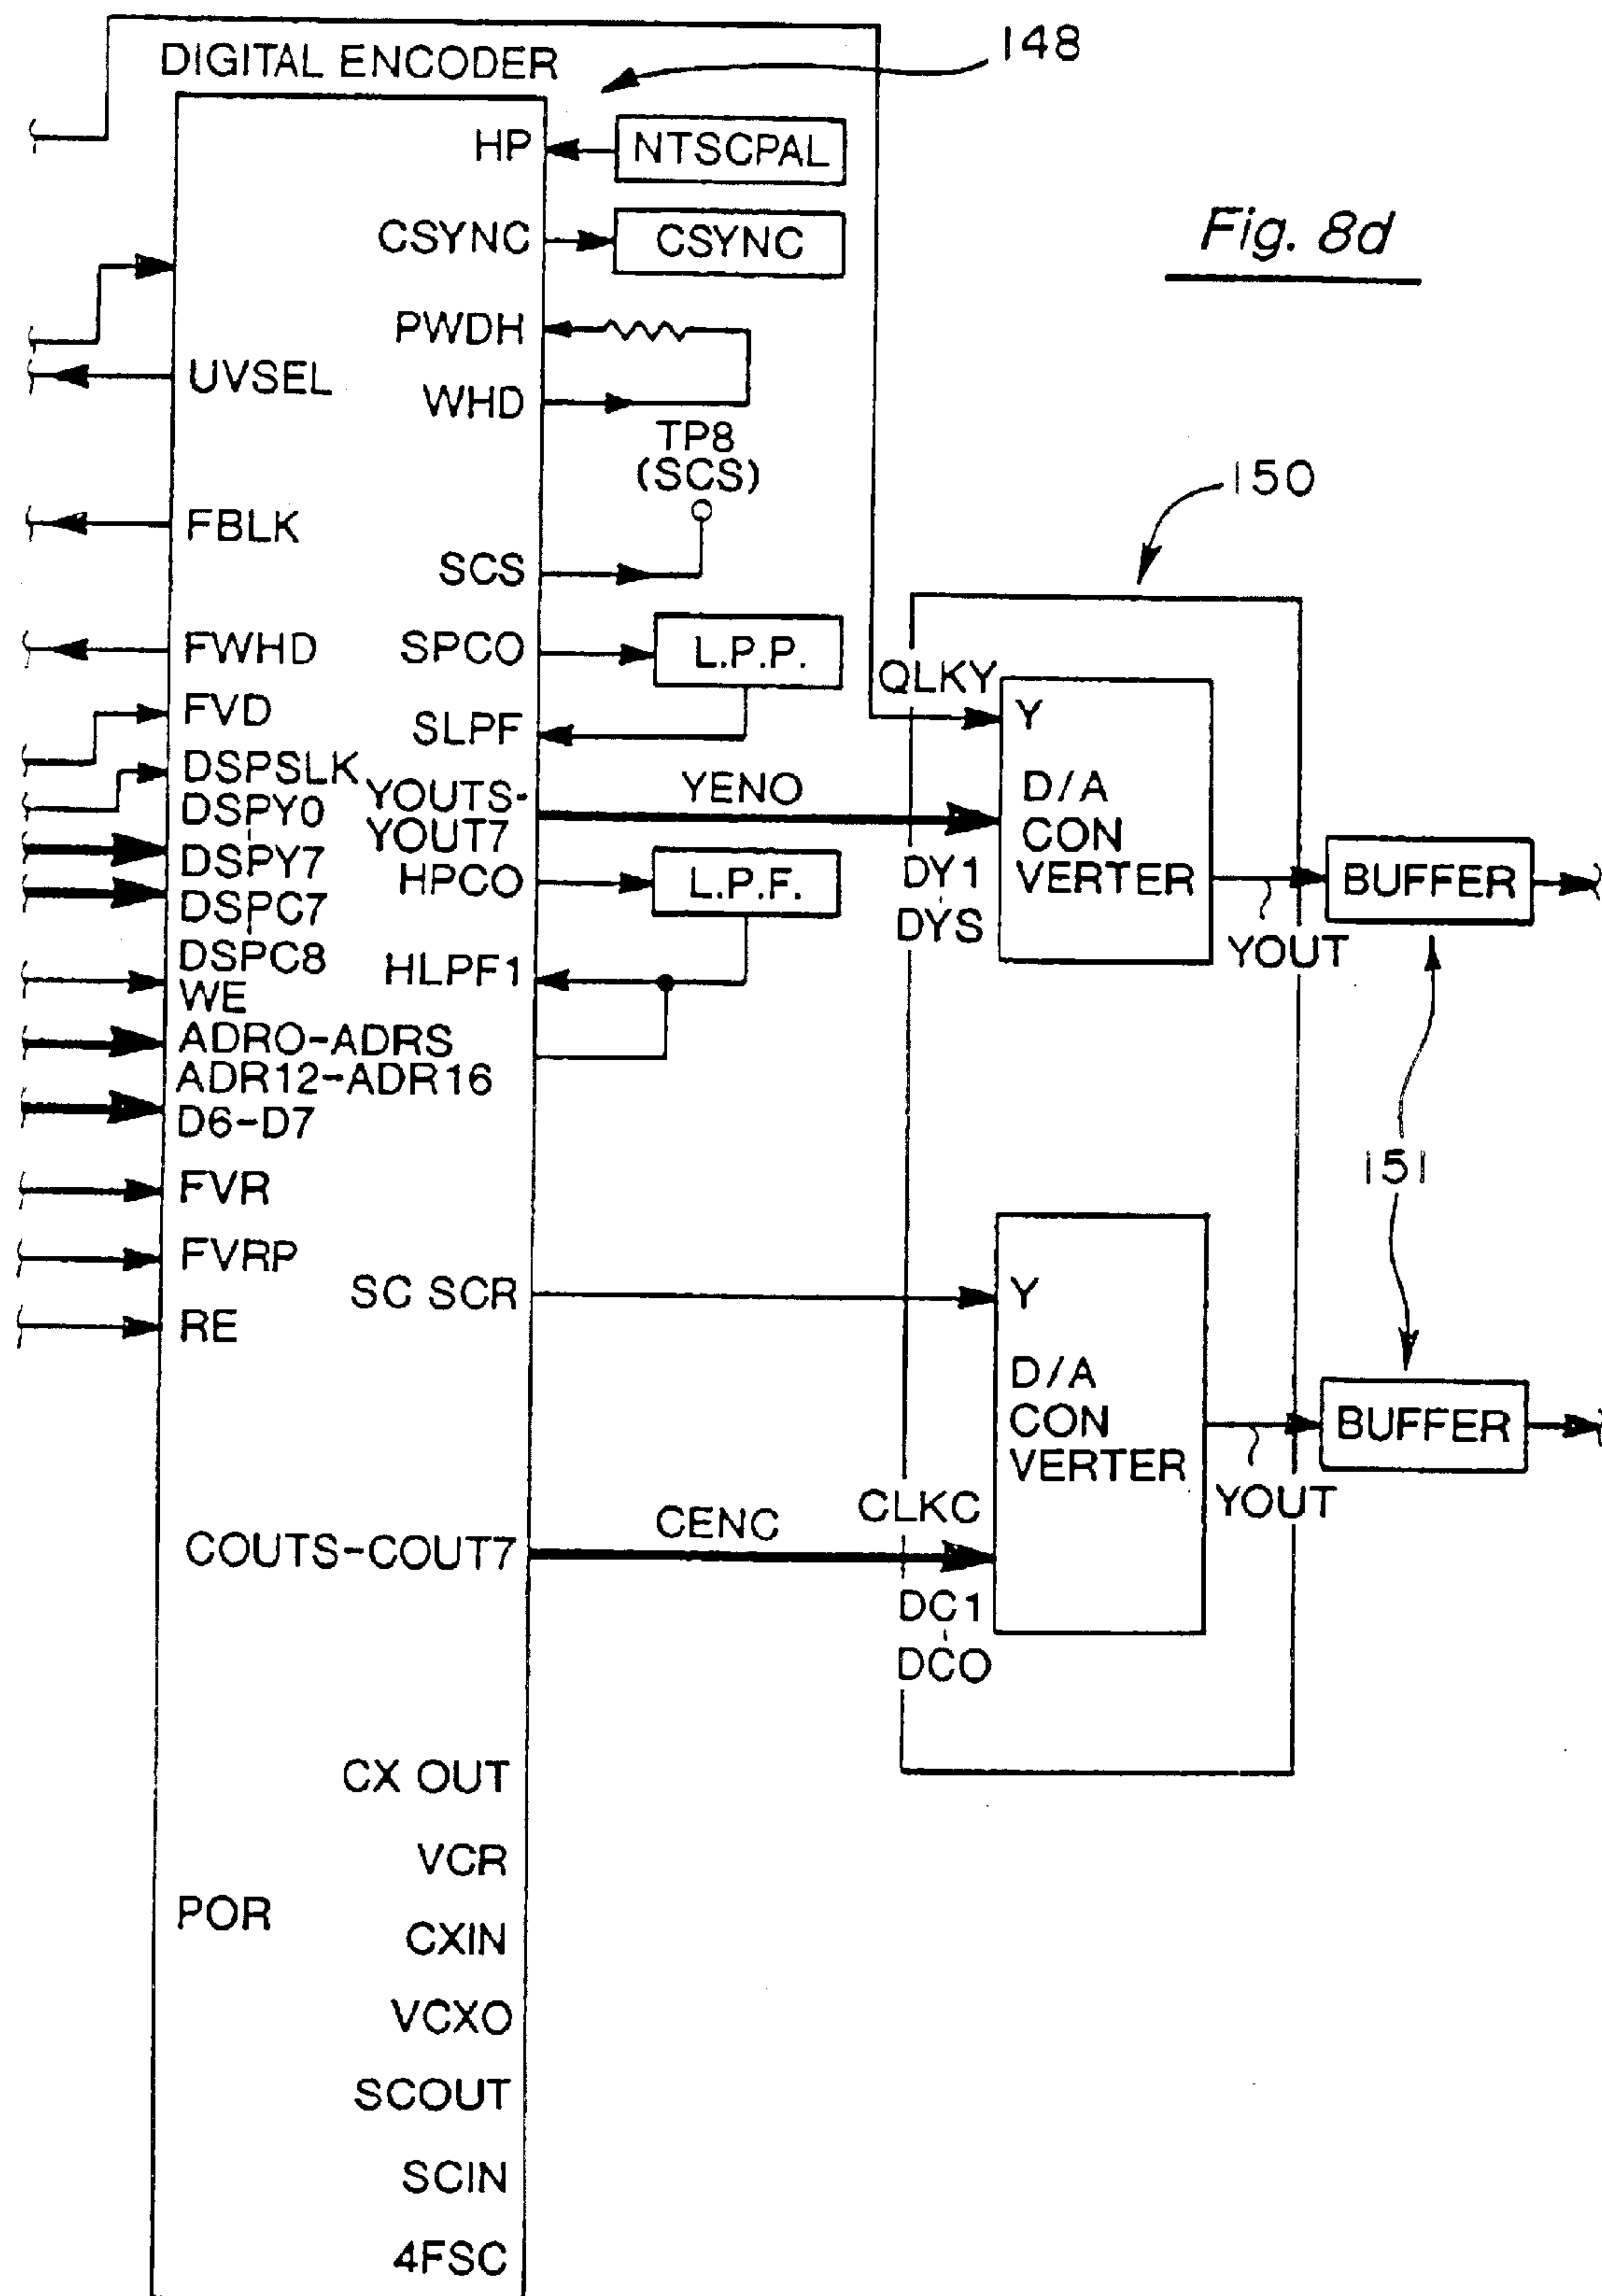 DIGITAL ENCODER
148
Fig. 8d
HP
NTSCPAL
CSYNC
CSYNC
PWDH
UVSEL
WHD
TP8
(SCS)
150
FBLK
SCS
FWHD
SPCO
L.P.P.
QLKY
FVD
SLPF
Y
DSPSLK
DSPY0
DSPY7
DSPC7
DSPC8
YOUTS-
YOUT7
YENO
D/A
CON
VERTER
HPCO
L.P.F.
DY1
DYS
YOUT
BUFFER
HLPF1
WE
ADRO-ADRS
ADR12-ADR16
D6-D7
151
FVR
FVRP
SC SCR
Y
RE
D/A
CON
VERTER
BUFFER
YOUT
CLKC
CENC
COUTS-COUT7
DC1
DCO
CX OUT
VCR
POR
CXIN
VCXO
SCOUT
SCIN
4FSC